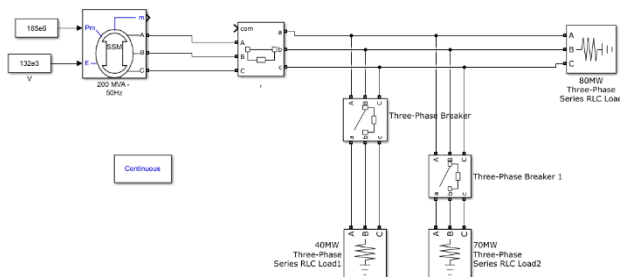 185e6
132e3
V
Pm
E
m
SSM
A
B
C
200 MVA -
50Hz
com
A
B
C
a
b
c
,
A
B
C
80MW
Three-Phase
Series RLC Load
A
B
C
a
b
c
Three-Phase Breaker
A
B
C
a
b
c
Three-Phase Breaker 1
Continuous
A
B
C
40MW
Three-Phase
Series RLC Load1
A
B
C
70MW
Three-Phase
Series RLC Load2